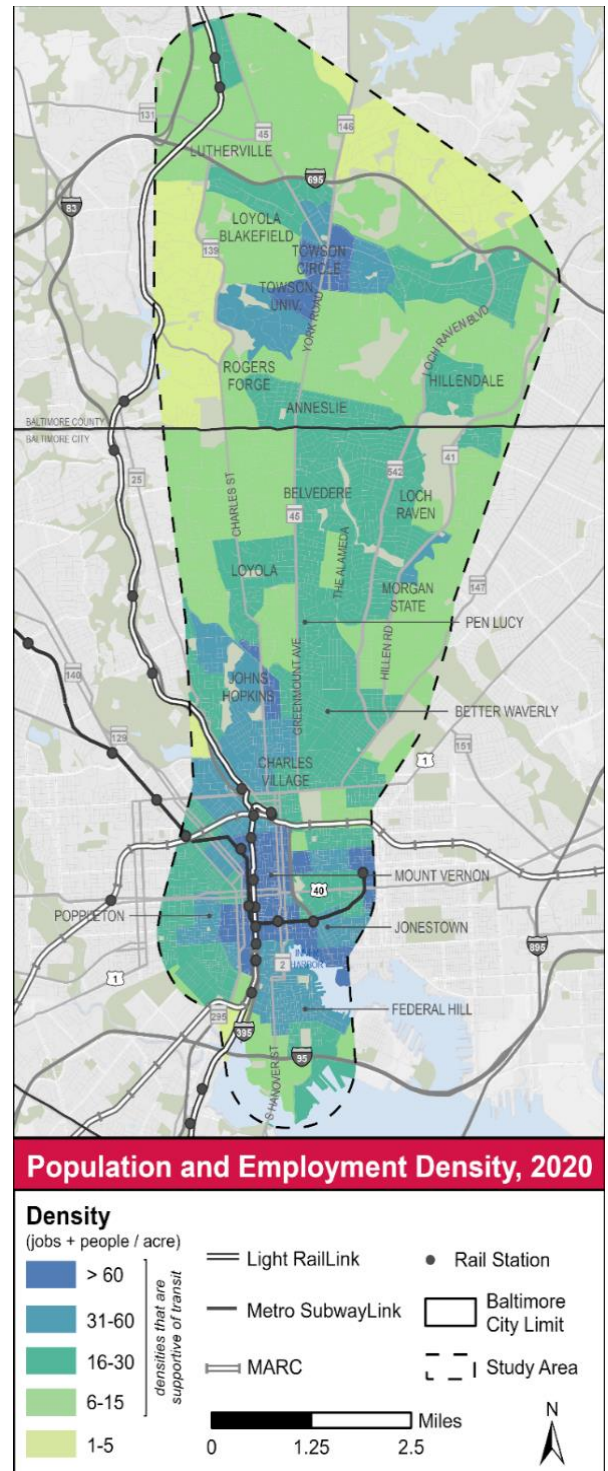 131
45
146
LUTHERVILLE
695
83
LOYOLA
BLAKEFIELD
139
TOWSON
CIRCLE
TOWSON
UNIV.
YORK ROAD
LOCH RAVEN BLVD
ROGERS
FORGE
HILLENDALE
ANNESLIE
BALTIMORE COUNTY
BALTIMORE CITY
25
CHARLES ST
BELVEDERE
542
41
45
LOCH
RAVEN
LOYOLA
THE ALAMEDA
MORGAN
STATE
147
PEN LUCY
HILLEN RD
140
JOHNS
HOPKINS
GREENMOUNT AVE
BETTER WAVERLY
129
1
151
CHARLES
VILLAGE
MOUNT VERNON
40
POPPLETON
JONESTOWN
895
1
2
INNER
HARBOR
FEDERAL HILL
295
395
95
S HANOVER ST
Population and Employment Density, 2020
Density
(jobs + people / acre)
> 60
31-60
16-30
6-15
1-5
densities that are
supportive of transit
Light RailLink
Metro SubwayLink
MARC
Rail Station
Baltimore
City Limit
Study Area
Miles
0 1.25 2.5
N